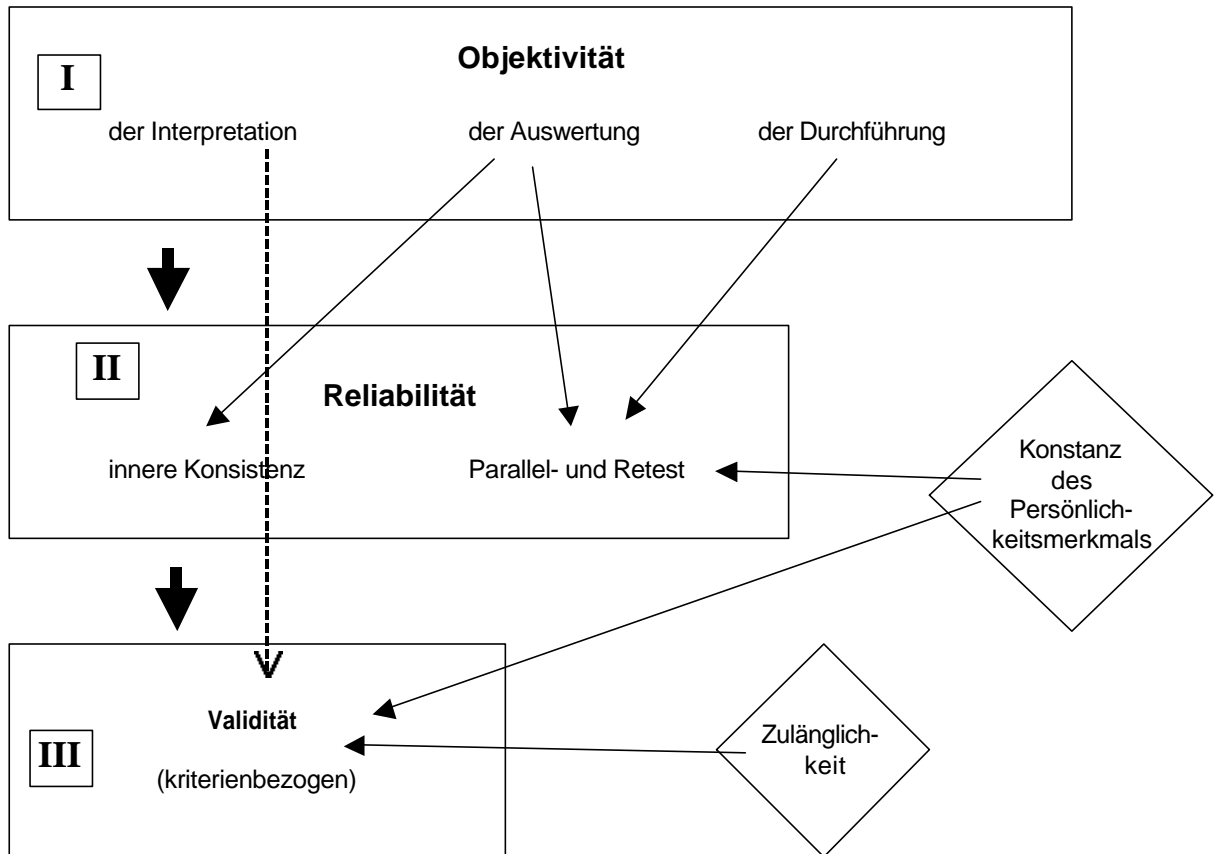 Objektivität
I
der Interpretation der Auswertung der Durchführung
II
Reliabilität
innere Konsistenz Parallel- und Retest
Konstanz
des
Persönlich-
keitsmerkmals
Validität
III
(kriterienbezogen)
Zulänglich-
keit